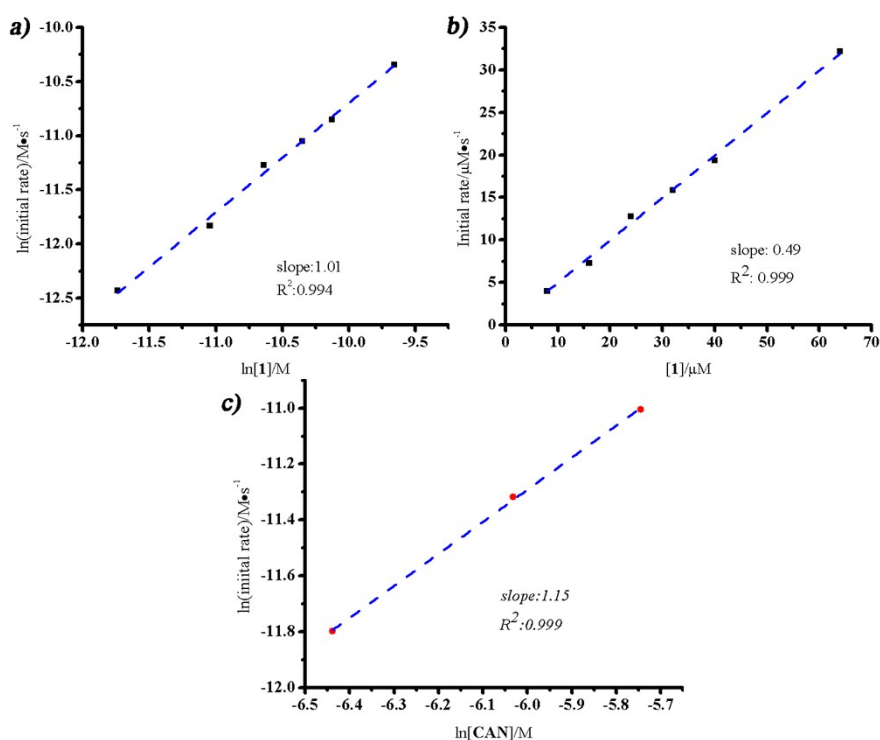 a)
-10.0
-10.5
-11.0
-11.5
-12.0
-12.5
ln(initial rate)/M•s⁻¹
slope:1.01
R²:0.994
-12.0 -11.5 -11.0 -10.5 -10.0 -9.5
ln[1]/M
b)
35
30
25
20
15
10
5
0
Initial rate/μM•s⁻¹
slope: 0.49
R²: 0.999
0 10 20 30 40 50 60 70
[1]/μM
c)
-11.0
-11.2
-11.4
-11.6
-11.8
-12.0
ln(iniital rate)/M•s⁻¹
slope:1.15
R²:0.999
-6.5 -6.4 -6.3 -6.2 -6.1 -6.0 -5.9 -5.8 -5.7
ln[CAN]/M